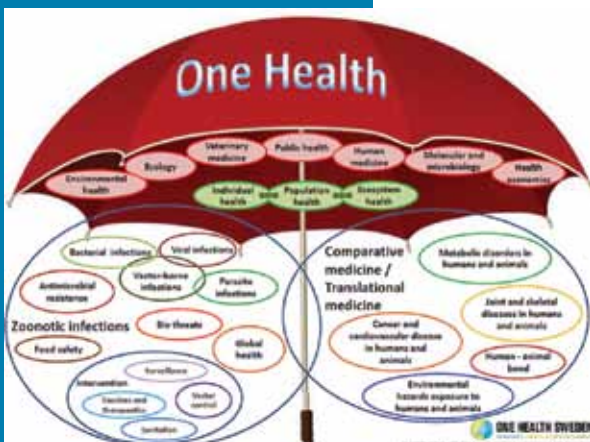 One Health
Environmental
health
Ecology
Veterinary
medicine
Public health
Human
medicine
Molecular and
microbiology
Health
economics
Individual
health
Population
health
Ecosystem
health
Bacterial infections
Viral infections
Vector-borne
infections
Parasite
infections
Antimicrobial
resistance
Zoonotic infections
Bio-threats
Food safety
Global
health
Surveillance
Intervention
Vaccines and
therapeutics
Vector
control
Sanitation
Comparative
medicine /
Translational
medicine
Metabolic disorders in
humans and animals
Joint and skeletal
diseases in humans
and animals
Cancer and
cardiovascular disease
in humans and
animals
Human - animal
bond
Environmental
hazards exposure to
humans and animals
ONE HEALTH SWEDEN